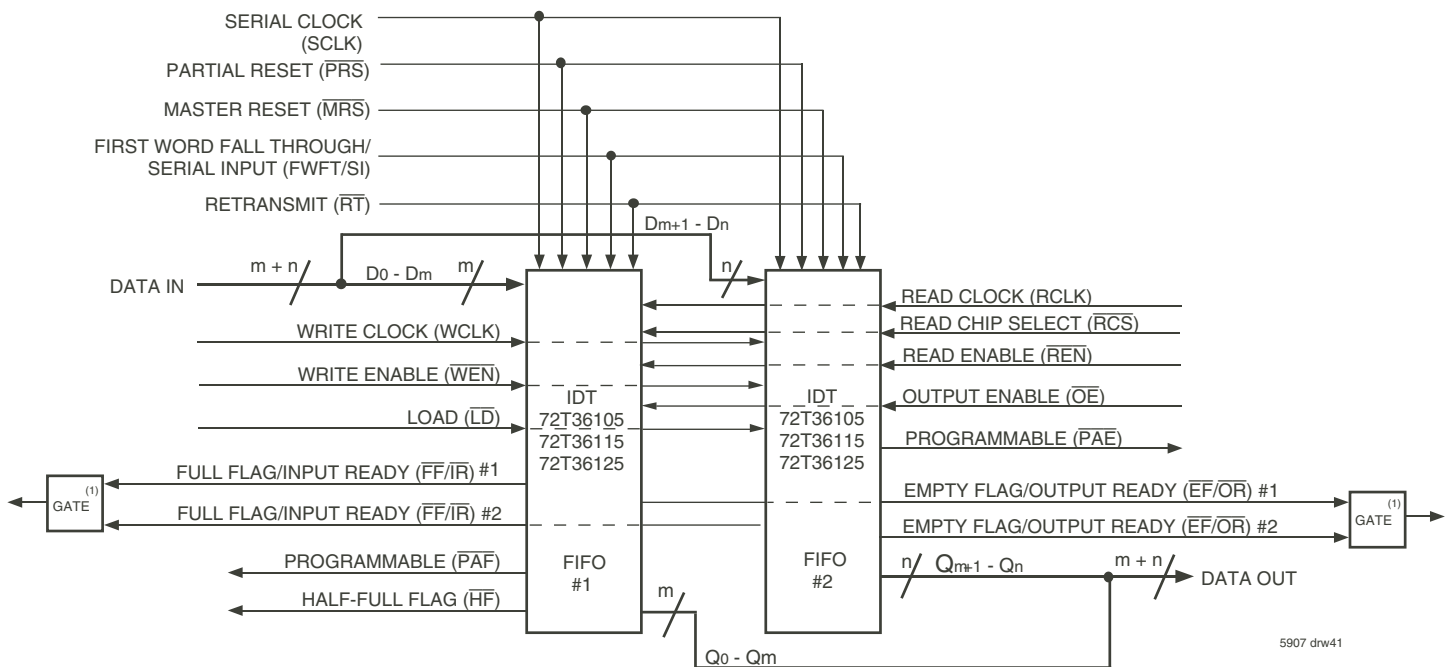 SERIAL CLOCK
(SCLK)
PARTIAL RESET (PRS)
MASTER RESET (MRS)
FIRST WORD FALL THROUGH/
SERIAL INPUT (FWFT/SI)
RETRANSMIT (RT)
Dm+1 - Dn
m + n
D0 - Dm
m
n
DATA IN
READ CLOCK (RCLK)
READ CHIP SELECT (RCS)
WRITE CLOCK (WCLK)
READ ENABLE (REN)
WRITE ENABLE (WEN)
OUTPUT ENABLE (OE)
LOAD (LD)
IDT
72T36105
72T36115
72T36125
IDT
72T36105
72T36115
72T36125
PROGRAMMABLE (PAE)
FULL FLAG/INPUT READY (FF/IR) #1
GATE (1)
FULL FLAG/INPUT READY (FF/IR) #2
EMPTY FLAG/OUTPUT READY (EF/OR) #1
EMPTY FLAG/OUTPUT READY (EF/OR) #2
GATE (1)
PROGRAMMABLE (PAF)
HALF-FULL FLAG (HF)
FIFO
#1
FIFO
#2
n
Qm+1 - Qn
m + n
DATA OUT
m
Q0 - Qm
5907 drw41